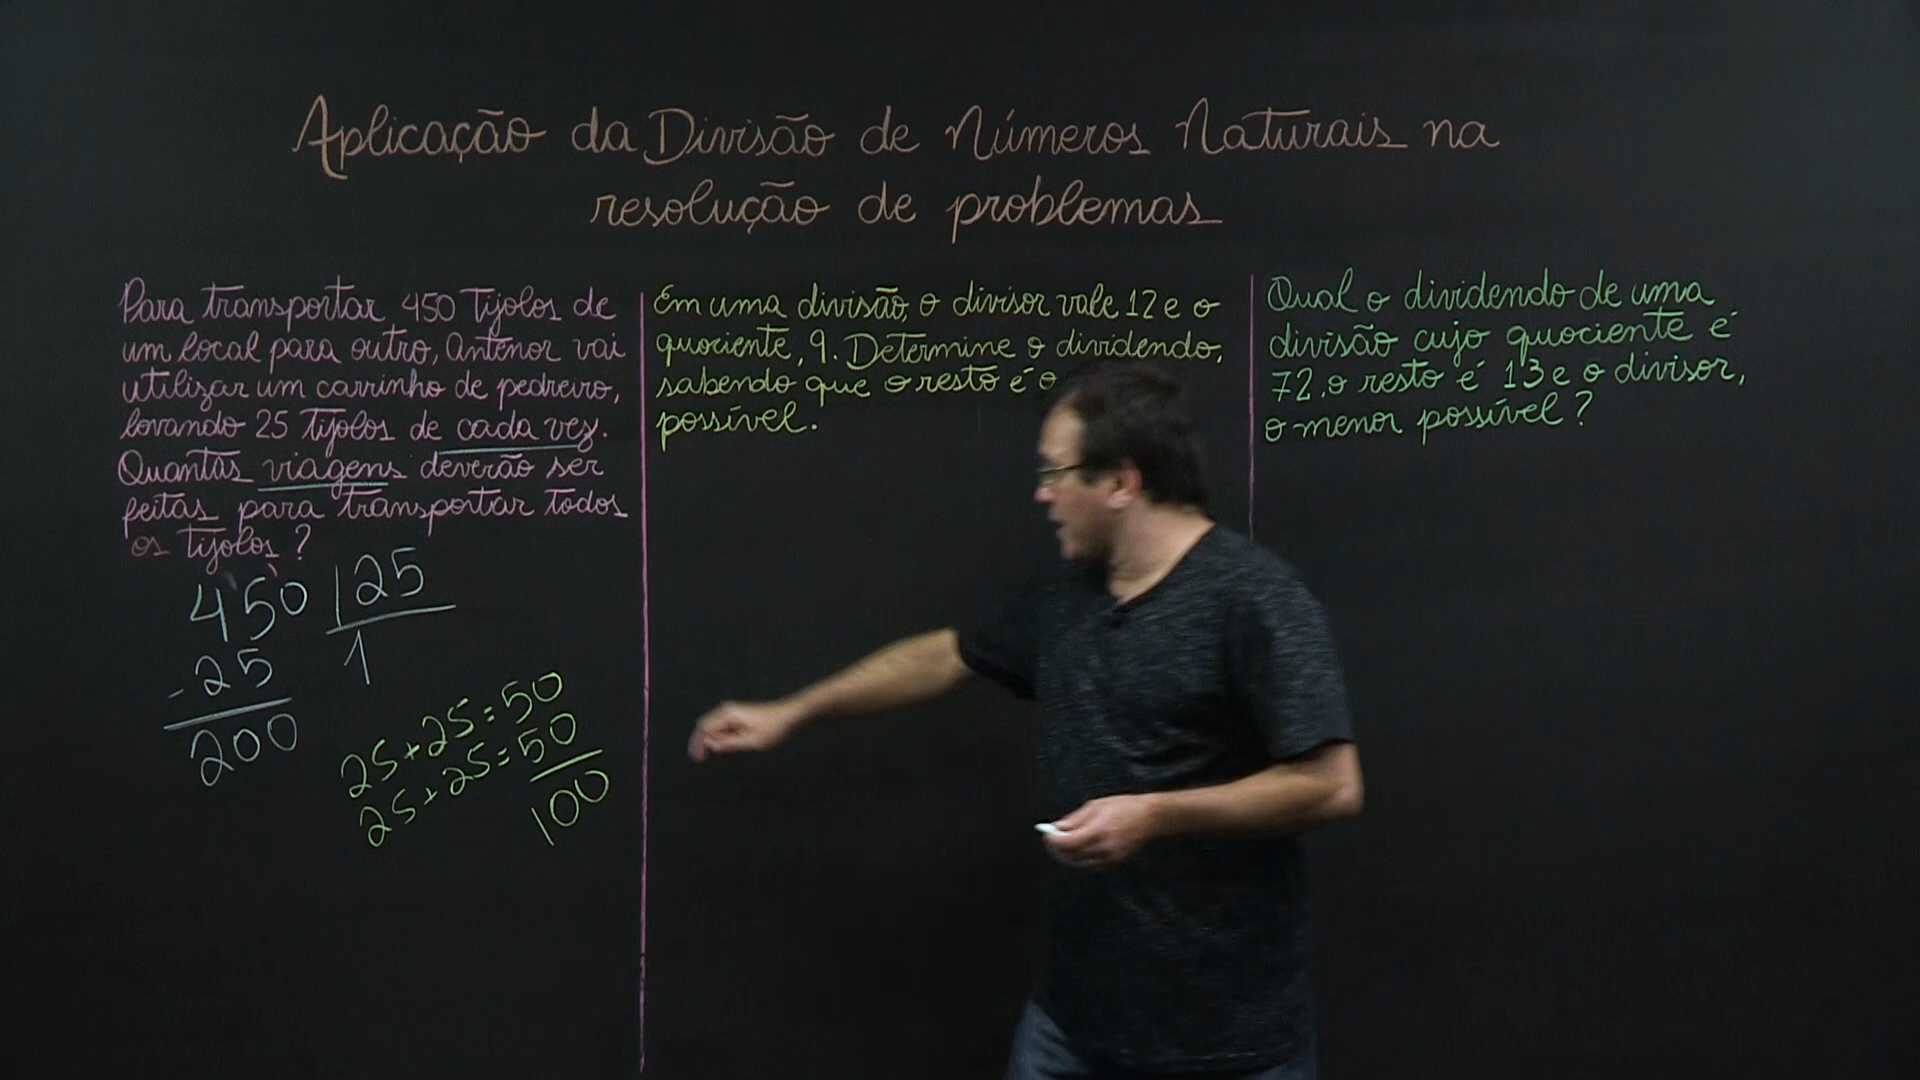 Aplicação da Divisão de Números Naturais na
resolução de problemas
Para transportar 450 tijolos de
um local para outro, Antenor vai
utilizar um carrinho de pedreiro,
levando 25 tijolos de cada vez.
Quantas viagens deverão ser
feitas para transportar todos
os tijolos?
450 25
-25 1
200
25+25=50
25+25=50
100
Em uma divisão, o divisor vale 12 e o
quociente, 9. Determine o dividendo,
sabendo que o resto é o
possível.
Qual o dividendo de uma
divisão cujo quociente é
72, o resto é 13 e o divisor,
o menor possível?